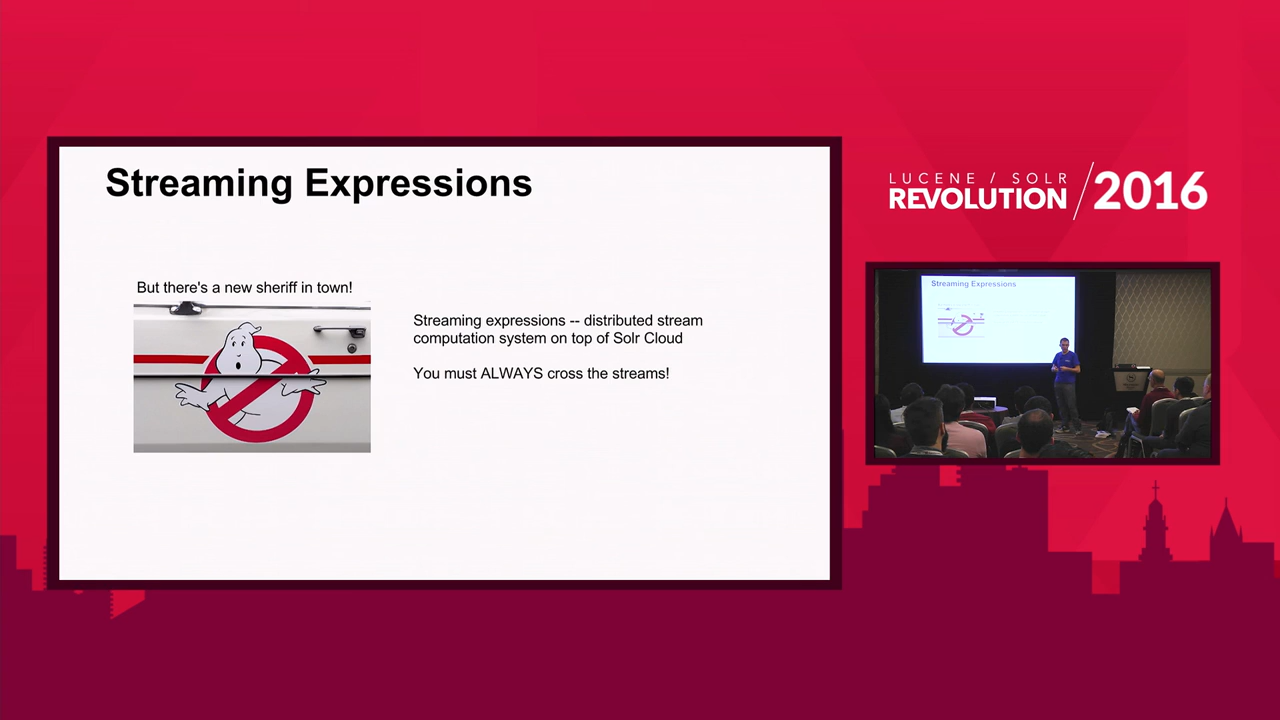 Streaming Expressions
But there's a new sheriff in town!
Streaming expressions -- distributed stream
computation system on top of Solr Cloud
You must ALWAYS cross the streams!
LUCENE / SOLR
REVOLUTION / 2016
Streaming Expressions